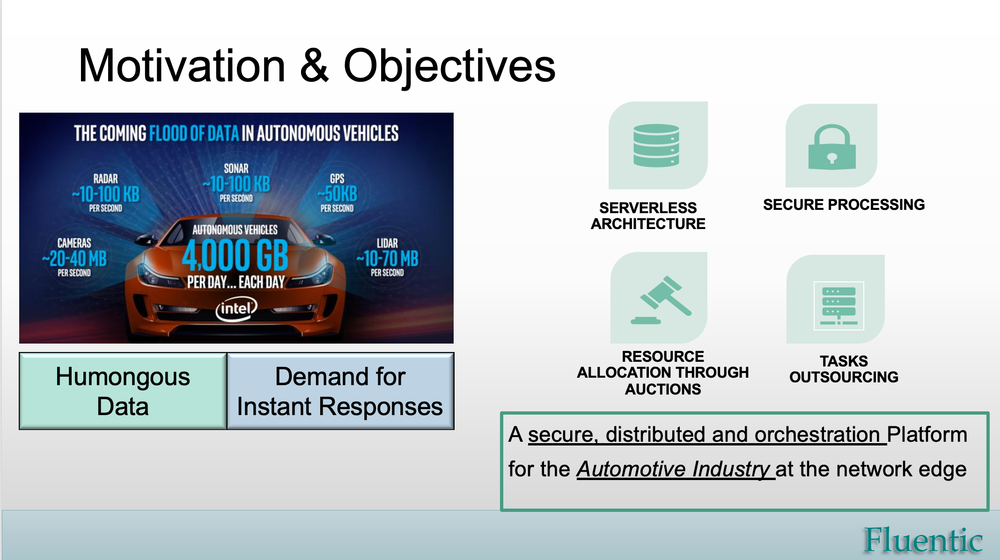 Motivation & Objectives
THE COMING FLOOD OF DATA IN AUTONOMOUS VEHICLES
RADAR
~10-100 KB
PER SECOND
SONAR
~10-100 KB
PER SECOND
GPS
~50KB
PER SECOND
CAMERAS
~20-40 MB
PER SECOND
AUTONOMOUS VEHICLES
4,000 GB
PER DAY... EACH DAY
intel
LIDAR
~10-70 MB
PER SECOND
Humongous
Data
Demand for
Instant Responses
SERVERLESS
ARCHITECTURE
SECURE PROCESSING
RESOURCE
ALLOCATION THROUGH
AUCTIONS
TASKS
OUTSOURCING
A secure, distributed and orchestration Platform
for the Automotive Industry at the network edge
Fluentic